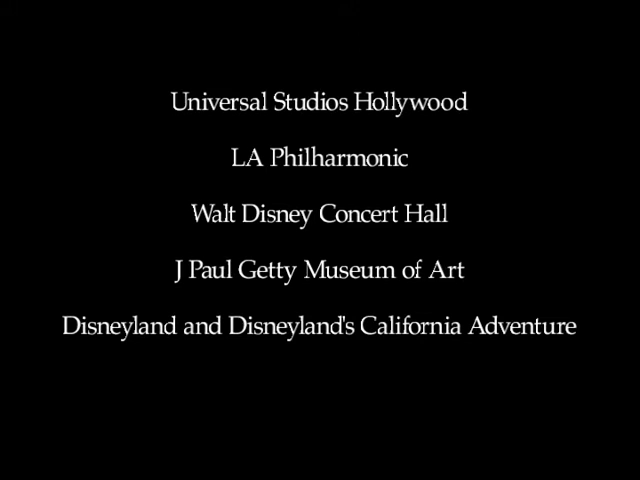 Universal Studios Hollywood
LA Philharmonic
Walt Disney Concert Hall
J Paul Getty Museum of Art
Disneyland and Disneyland's California Adventure